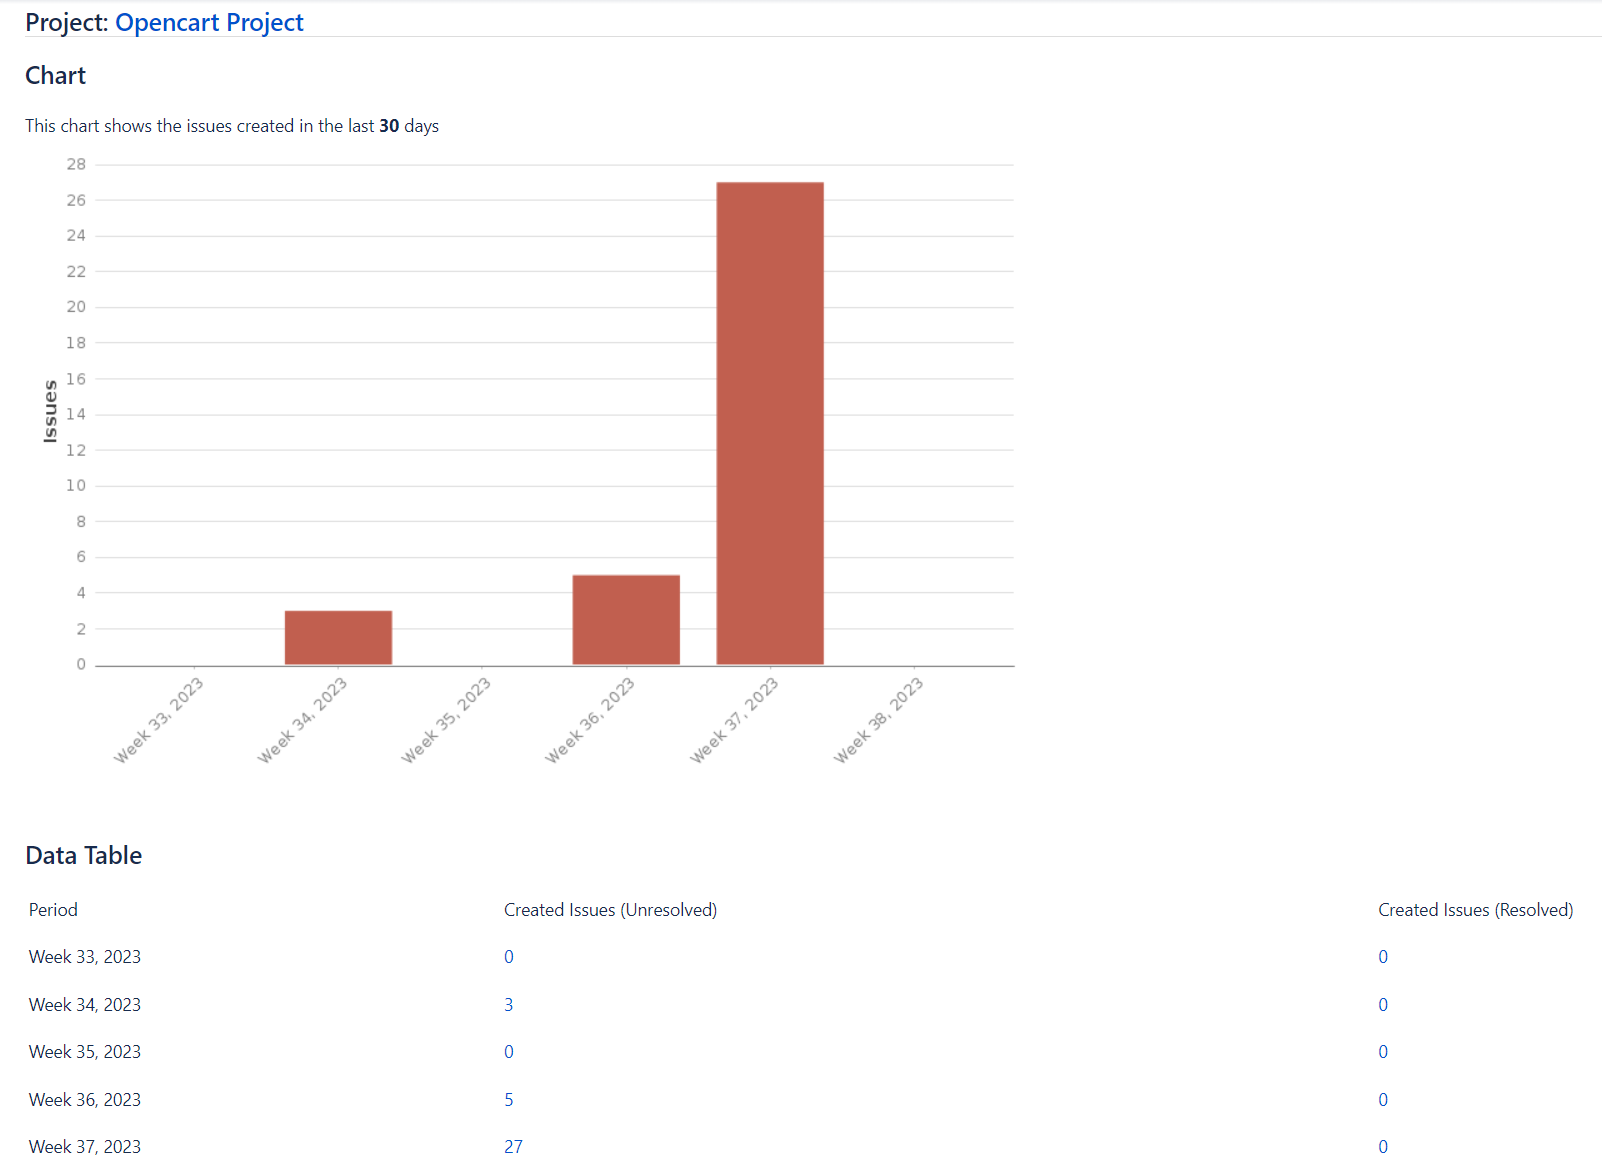 Project: Opencart Project
Chart
This chart shows the issues created in the last 30 days
28
26
24
22
20
18
16
14
12
10
8
6
4
2
0
Issues
Week 33, 2023
Week 34, 2023
Week 35, 2023
Week 36, 2023
Week 37, 2023
Week 38, 2023
Data Table
Period Created Issues (Unresolved) Created Issues (Resolved)
Week 33, 2023 0 0
Week 34, 2023 3 0
Week 35, 2023 0 0
Week 36, 2023 5 0
Week 37, 2023 27 0